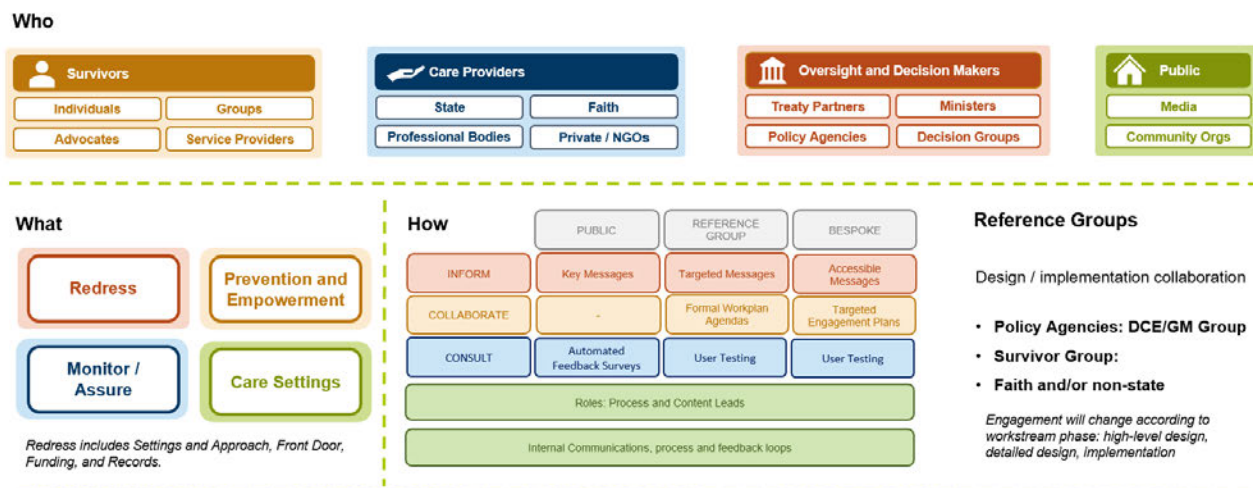 Who
Survivors
Individuals
Groups
Advocates
Service Providers
Care Providers
State
Faith
Professional Bodies
Private / NGOs
Oversight and Decision Makers
Treaty Partners
Ministers
Policy Agencies
Decision Groups
Public
Media
Community Orgs
What
Redress
Prevention and
Empowerment
Monitor /
Assure
Care Settings
Redress includes Settings and Approach, Front Door,
Funding, and Records.
How
PUBLIC
REFERENCE
GROUP
BESPOKE
INFORM
Key Messages
Targeted Messages
Accessible
Messages
COLLABORATE
-
Formal Workplan
Agendas
Targeted
Engagement Plans
CONSULT
Automated
Feedback Surveys
User Testing
User Testing
Roles: Process and Content Leads
Internal Communications, process and feedback loops
Reference Groups
Design / implementation collaboration
• Policy Agencies: DCE/GM Group
• Survivor Group:
• Faith and/or non-state
Engagement will change according to
workstream phase: high-level design,
detailed design, implementation